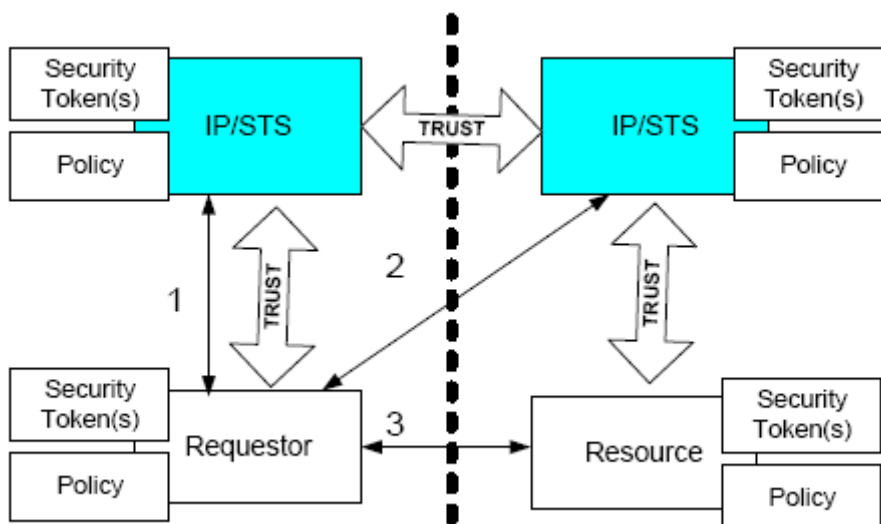 Security
Token(s)
IP/STS
Policy
TRUST
IP/STS
Security
Token(s)
Policy
1
TRUST
2
TRUST
Security
Token(s)
Requestor
Policy
3
Resource
Security
Token(s)
Policy